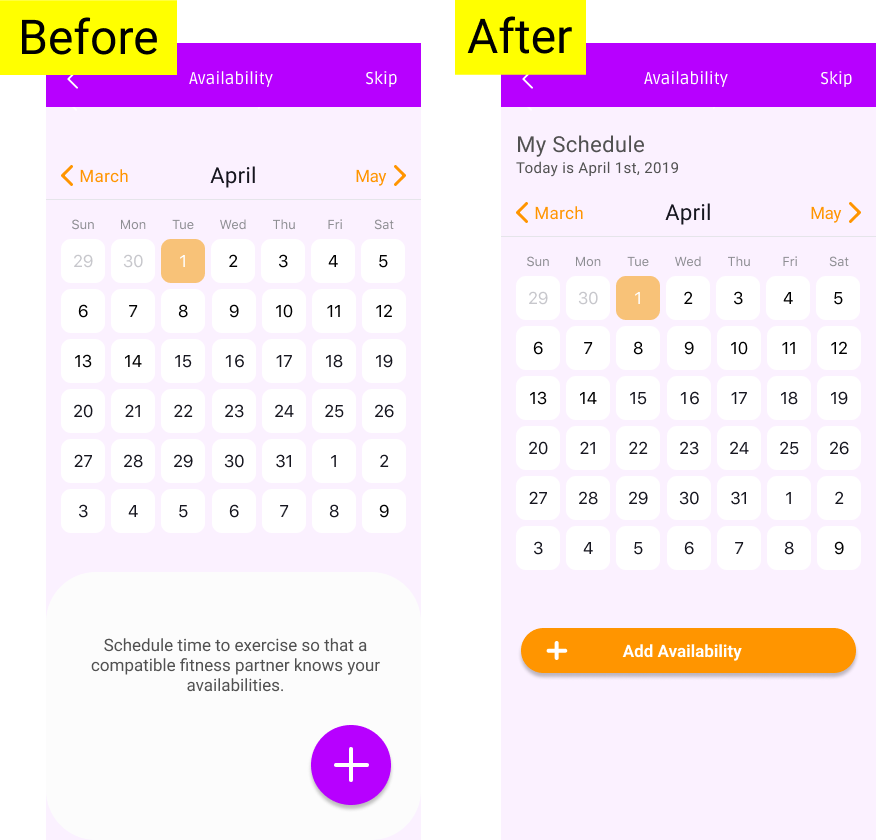 Before
Availability
Skip
March
April
May
Sun Mon Tue Wed Thu Fri Sat
29 30 1 2 3 4 5
6 7 8 9 10 11 12
13 14 15 16 17 18 19
20 21 22 23 24 25 26
27 28 29 30 31 1 2
3 4 5 6 7 8 9
Schedule time to exercise so that a
compatible fitness partner knows your
availabilities.
After
Availability
Skip
My Schedule
Today is April 1st, 2019
March
April
May
Sun Mon Tue Wed Thu Fri Sat
29 30 1 2 3 4 5
6 7 8 9 10 11 12
13 14 15 16 17 18 19
20 21 22 23 24 25 26
27 28 29 30 31 1 2
3 4 5 6 7 8 9
Add Availability